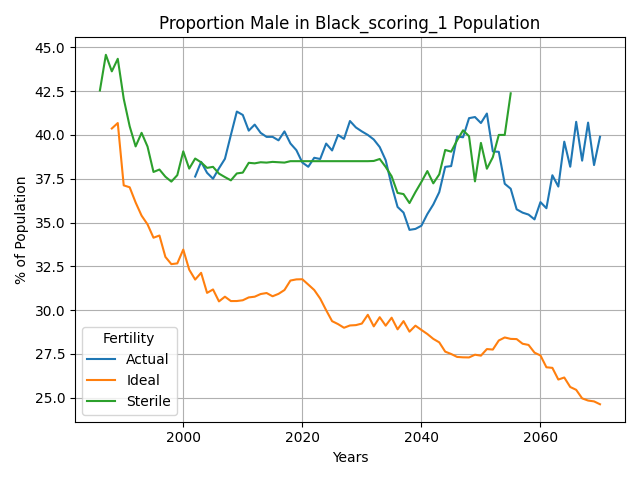 Proportion Male in Black_scoring_1 Population
% of Population
45.0
42.5
40.0
37.5
35.0
32.5
30.0
27.5
25.0
Fertility
Actual
Ideal
Sterile
2000
2020
2040
2060
Years